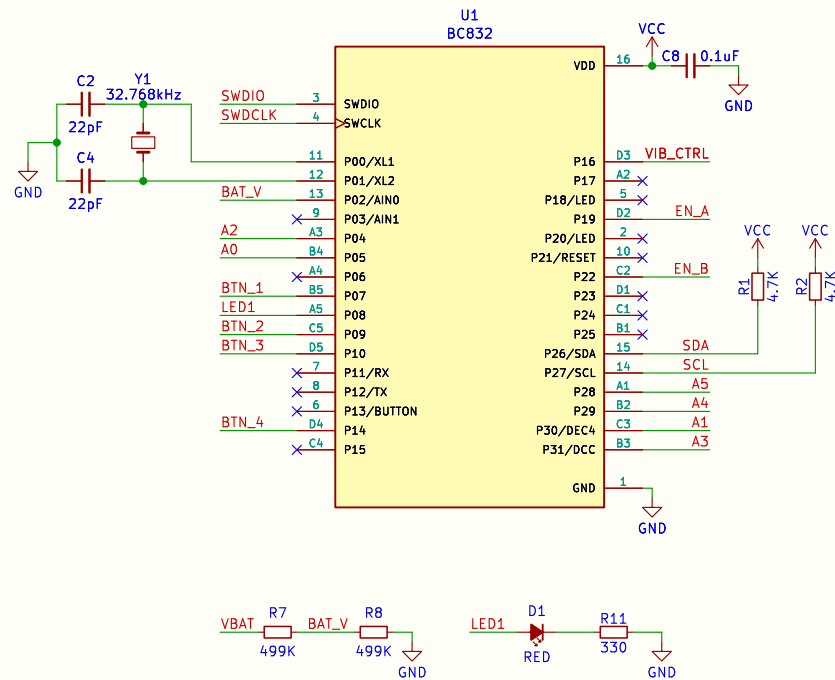 U1
BC832
VCC
C8 0.1uF
GND
VDD 16
C2
22pF
Y1
32.768kHz
C4
22pF
GND
SWDIO 3 SWDIO
SWDCLK 4 SWCLK
11 P00/XL1
12 P01/XL2
BAT_V 13 P02/AIN0
9 P03/AIN1
A2 A3 P04
A0 B4 P05
A4 P06
BTN_1 B5 P07
LED1 A5 P08
BTN_2 C5 P09
BTN_3 D5 P10
7 P11/RX
8 P12/TX
6 P13/BUTTON
BTN_4 D4 P14
C4 P15
P16 D3 VIB_CTRL
P17 A2
P18/LED 5
P19 D2 EN_A
P20/LED 2
P21/RESET 10
P22 C2 EN_B
P23 D1
P24 C1
P25 B1
P26/SDA 15 SDA
P27/SCL 14 SCL
P28 A1 A5
P29 B2 A4
P30/DEC4 C3 A1
P31/DCC B3 A3
GND 1
GND
VCC
R1
4.7K
VCC
R2
4.7K
VBAT R7 BAT_V R8
499K 499K
GND
LED1 D1 R11
RED 330
GND